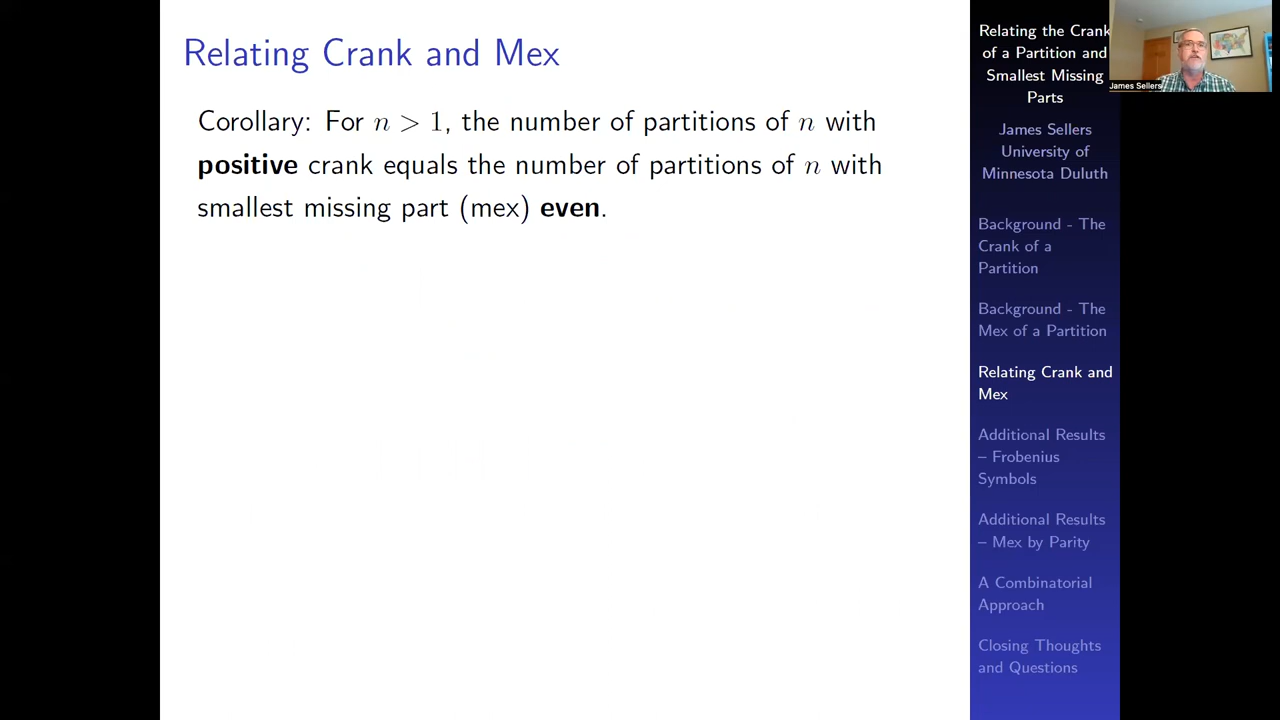 Relating Crank and Mex
Corollary: For n > 1, the number of partitions of n with
positive crank equals the number of partitions of n with
smallest missing part (mex) even.
Relating the Crank
of a Partition and
Smallest Missing
Parts
James Sellers
University of
Minnesota Duluth
Background - The
Crank of a
Partition
Background - The
Mex of a Partition
Relating Crank and
Mex
Additional Results
– Frobenius
Symbols
Additional Results
– Mex by Parity
A Combinatorial
Approach
Closing Thoughts
and Questions
James Sellers